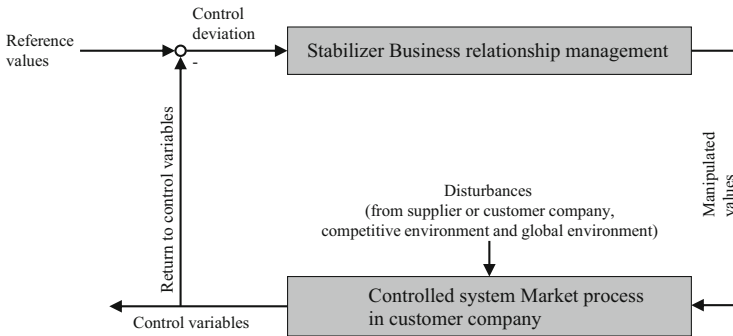 Reference
values
Control
deviation
-
Stabilizer Business relationship management
Return to control variables
Manipulated
values
Disturbances
(from supplier or customer company,
competitive environment and global environment)
Controlled system Market process
in customer company
Control variables